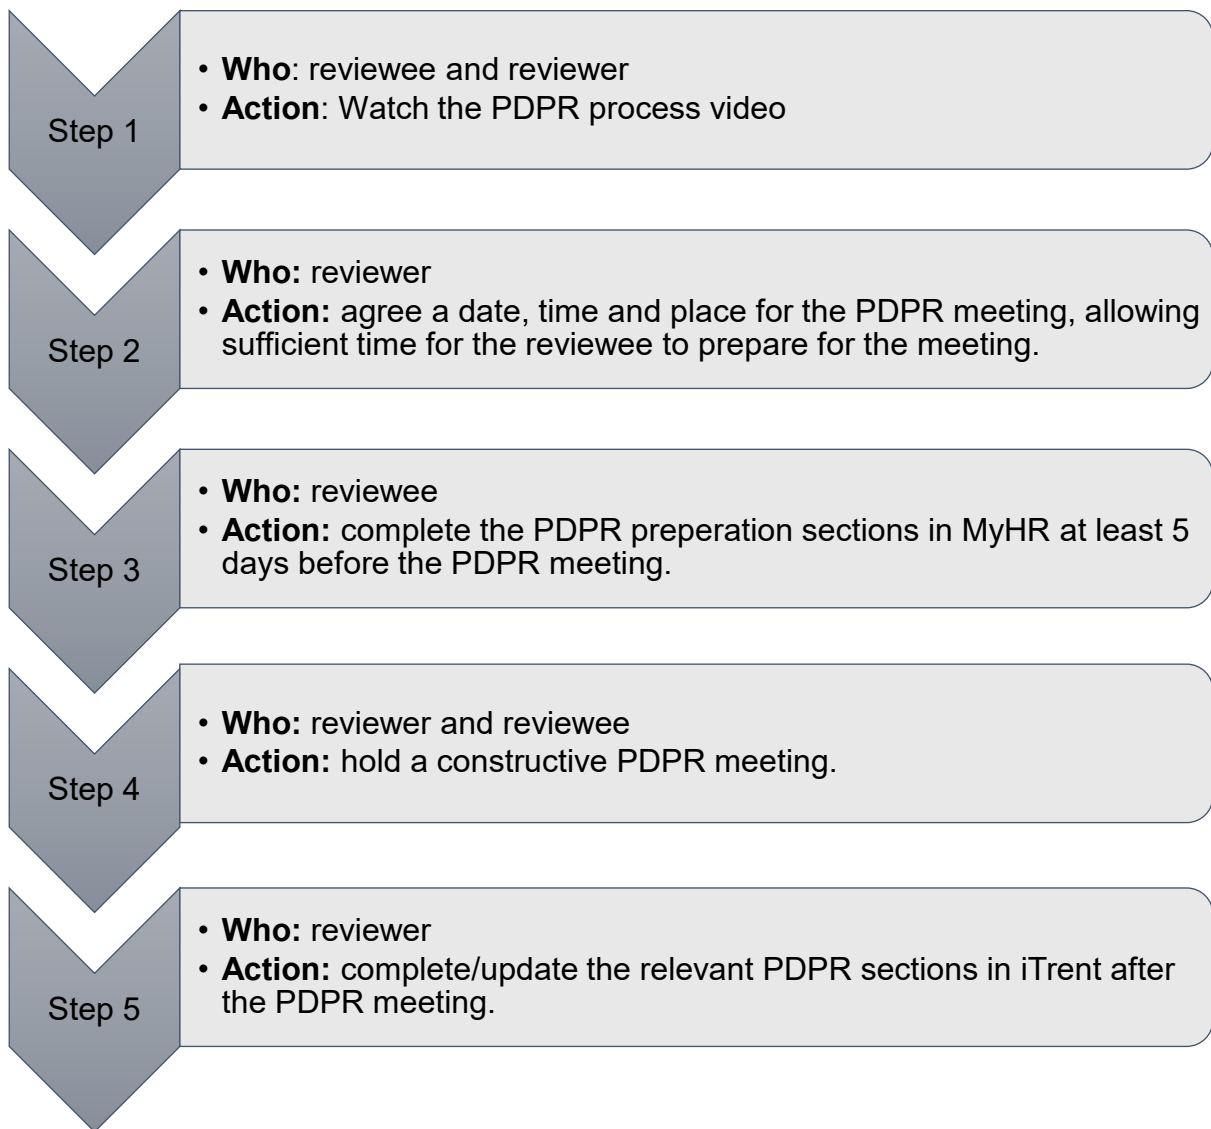 Step 1
• Who: reviewee and reviewer
• Action: Watch the PDPR process video
Step 2
• Who: reviewer
• Action: agree a date, time and place for the PDPR meeting, allowing
sufficient time for the reviewee to prepare for the meeting.
Step 3
• Who: reviewee
• Action: complete the PDPR preperation sections in MyHR at least 5
days before the PDPR meeting.
Step 4
• Who: reviewer and reviewee
• Action: hold a constructive PDPR meeting.
Step 5
• Who: reviewer
• Action: complete/update the relevant PDPR sections in iTrent after
the PDPR meeting.